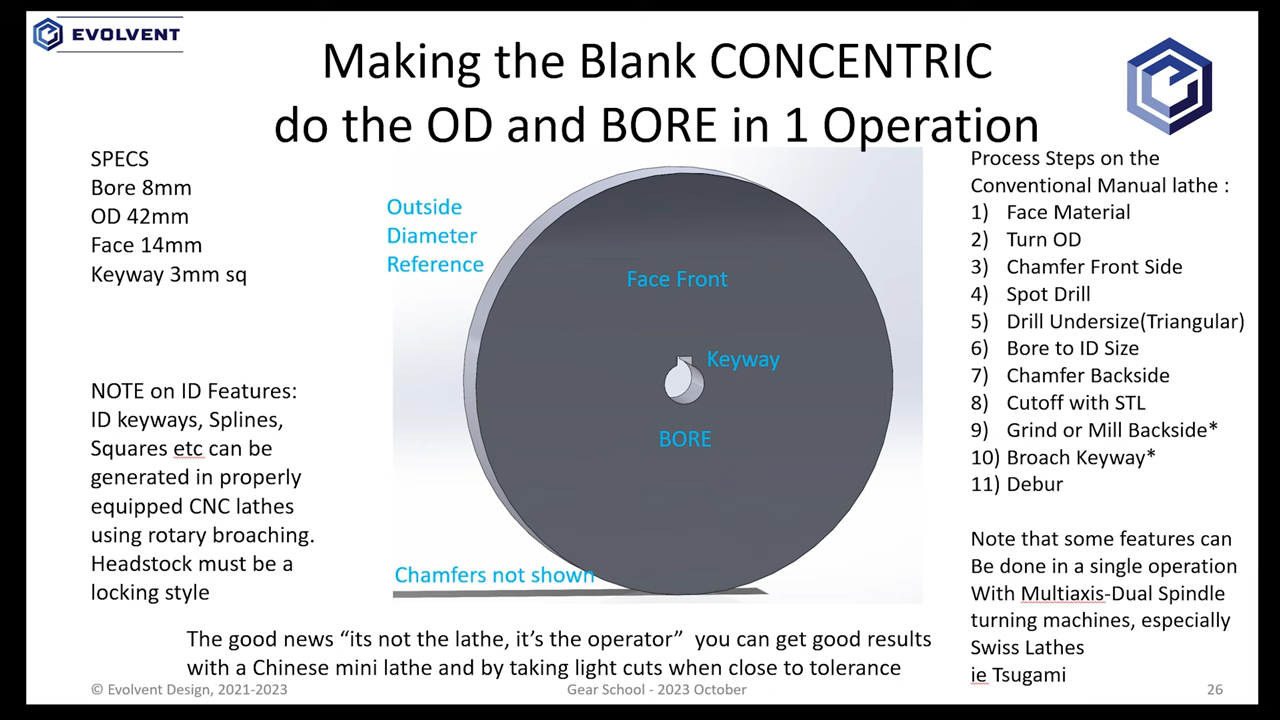 EVOLVENT
Making the Blank CONCENTRIC
do the OD and BORE in 1 Operation
SPECS
Bore 8mm
OD 42mm
Face 14mm
Keyway 3mm sq
NOTE on ID Features:
ID keyways, Splines,
Squares etc can be
generated in properly
equipped CNC lathes
using rotary broaching.
Headstock must be a
locking style
Outside
Diameter
Reference
Face Front
Keyway
BORE
Chamfers not shown
Process Steps on the
Conventional Manual lathe :
1) Face Material
2) Turn OD
3) Chamfer Front Side
4) Spot Drill
5) Drill Undersize(Triangular)
6) Bore to ID Size
7) Chamfer Backside
8) Cutoff with STL
9) Grind or Mill Backside*
10) Broach Keyway*
11) Debur
Note that some features can
Be done in a single operation
With Multiaxis-Dual Spindle
turning machines, especially
Swiss Lathes
ie Tsugami
The good news “its not the lathe, it’s the operator” you can get good results
with a Chinese mini lathe and by taking light cuts when close to tolerance
© Evolvent Design, 2021-2023
Gear School - 2023 October
26